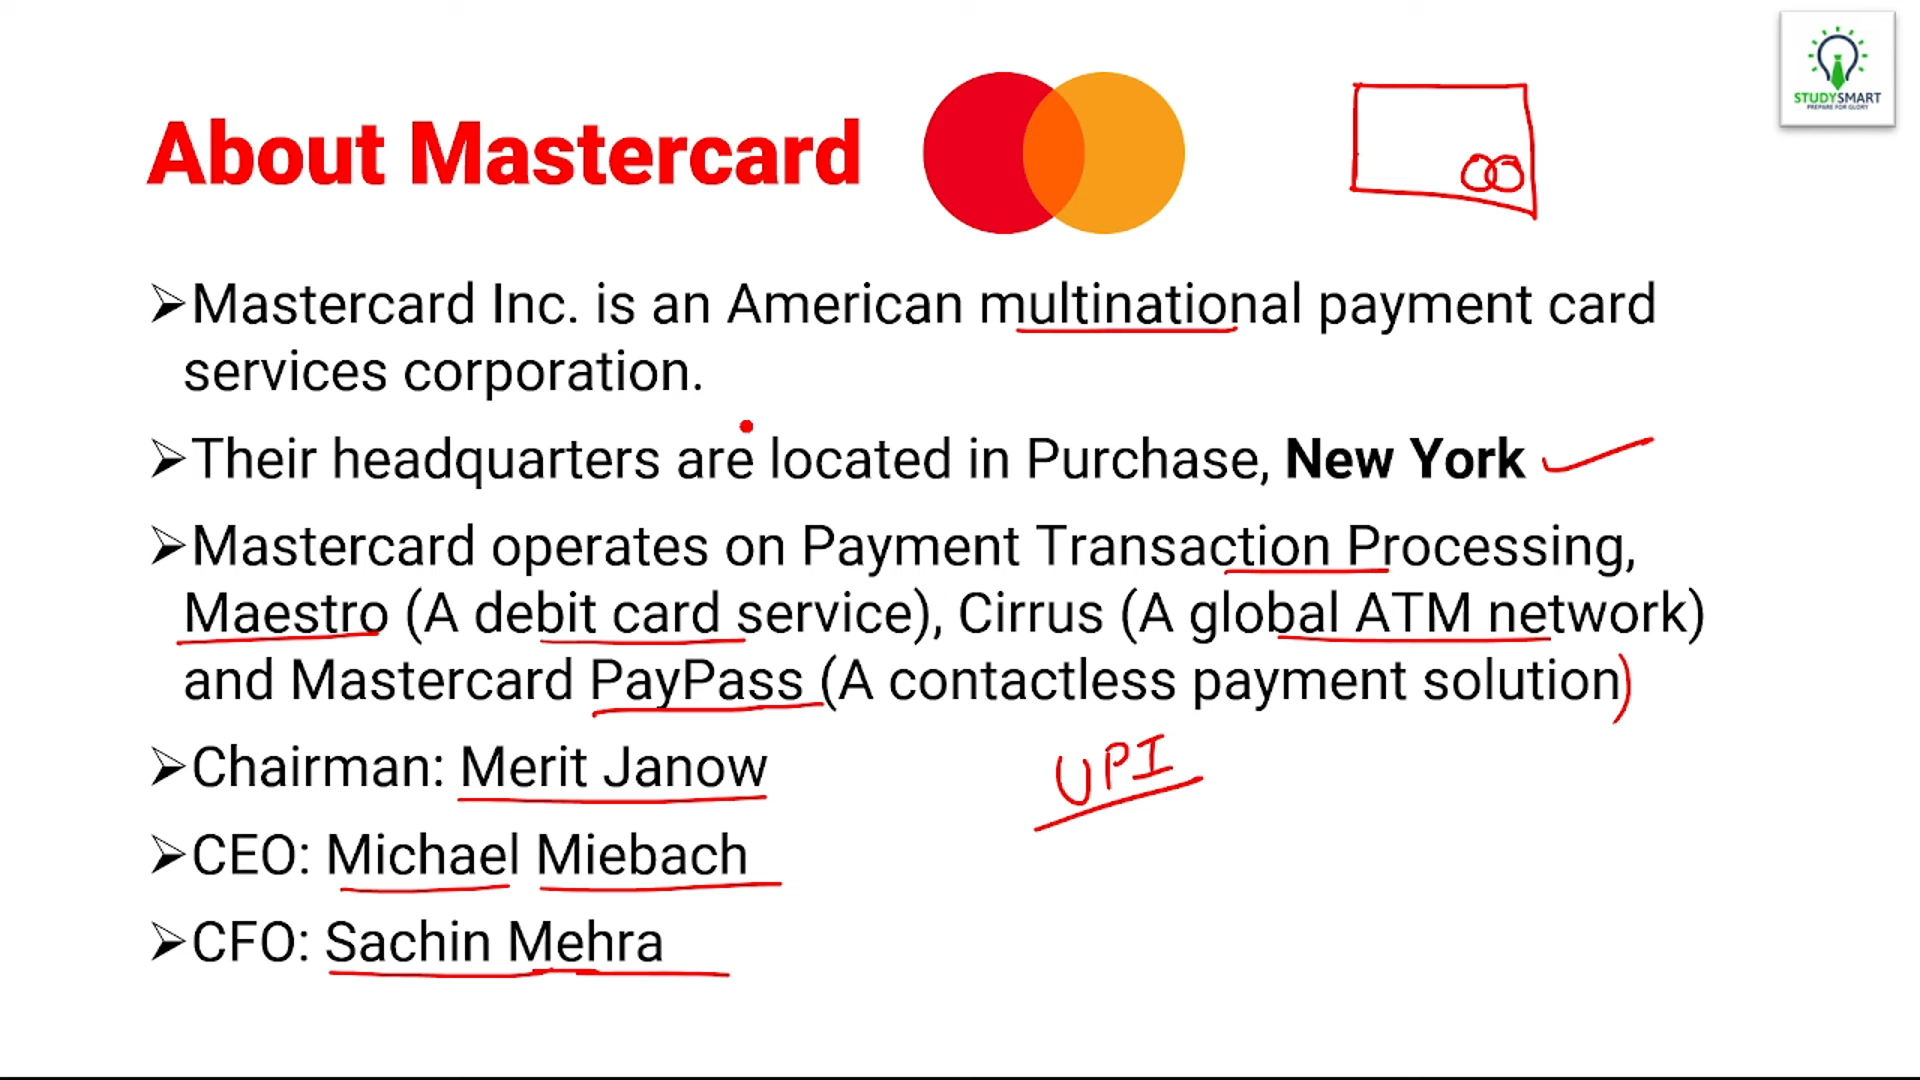 STUDYSMART
PREPARE FOR GLORY
About Mastercard
➢Mastercard Inc. is an American multinational payment card
services corporation.
➢Their headquarters are located in Purchase, New York
➢Mastercard operates on Payment Transaction Processing,
Maestro (A debit card service), Cirrus (A global ATM network)
and Mastercard PayPass (A contactless payment solution)
➢Chairman: Merit Janow
UPI
➢CEO: Michael Miebach
➢CFO: Sachin Mehra